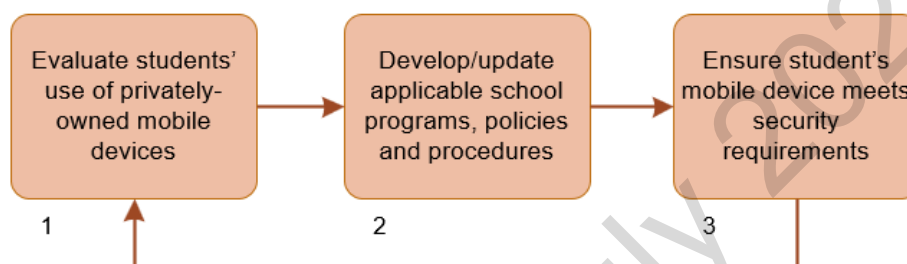 Evaluate students'
use of privately-
owned mobile
devices
1
Develop/update
applicable school
programs, policies
and procedures
2
Ensure student's
mobile device meets
security
requirements
3